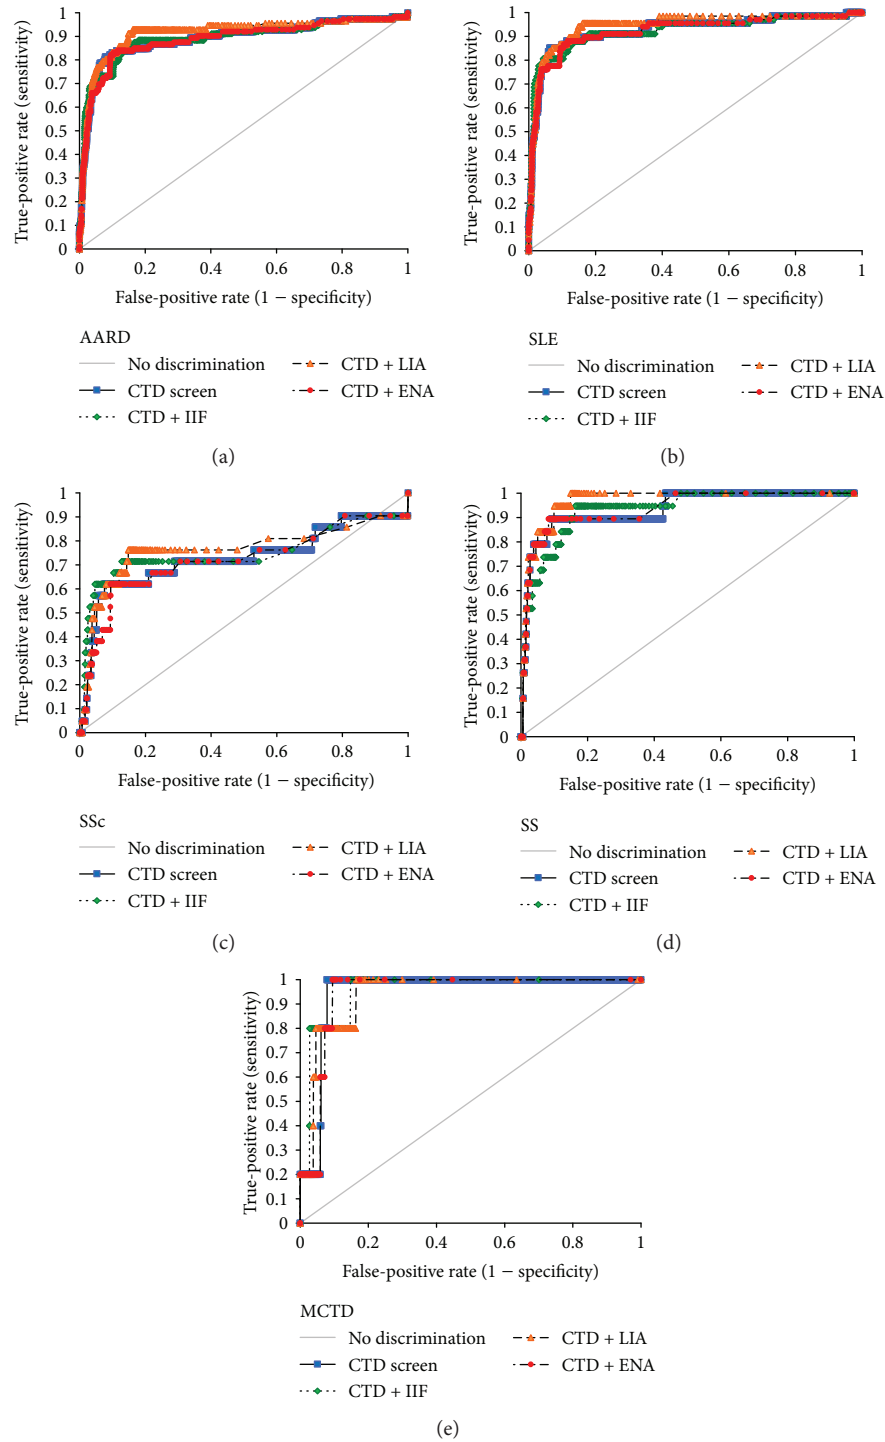 True-positive rate (sensitivity)
1
0.9
0.8
0.7
0.6
0.5
0.4
0.3
0.2
0.1
0
0 0.2 0.4 0.6 0.8 1
False-positive rate (1 − specificity)
AARD
No discrimination
CTD screen
CTD + IIF
CTD + LIA
CTD + ENA
(a)
True-positive rate (sensitivity)
1
0.9
0.8
0.7
0.6
0.5
0.4
0.3
0.2
0.1
0
0 0.2 0.4 0.6 0.8 1
False-positive rate (1 − specificity)
SLE
No discrimination
CTD screen
CTD + IIF
CTD + LIA
CTD + ENA
(b)
True-positive rate (sensitivity)
1
0.9
0.8
0.7
0.6
0.5
0.4
0.3
0.2
0.1
0
0 0.2 0.4 0.6 0.8 1
False-positive rate (1 − specificity)
SSc
No discrimination
CTD screen
CTD + IIF
CTD + LIA
CTD + ENA
(c)
True-positive rate (sensitivity)
1
0.9
0.8
0.7
0.6
0.5
0.4
0.3
0.2
0.1
0
0 0.2 0.4 0.6 0.8 1
False-positive rate (1 − specificity)
SS
No discrimination
CTD screen
CTD + IIF
CTD + LIA
CTD + ENA
(d)
True-positive rate (sensitivity)
1
0.9
0.8
0.7
0.6
0.5
0.4
0.3
0.2
0.1
0
0 0.2 0.4 0.6 0.8 1
False-positive rate (1 − specificity)
MCTD
No discrimination
CTD screen
CTD + IIF
CTD + LIA
CTD + ENA
(e)